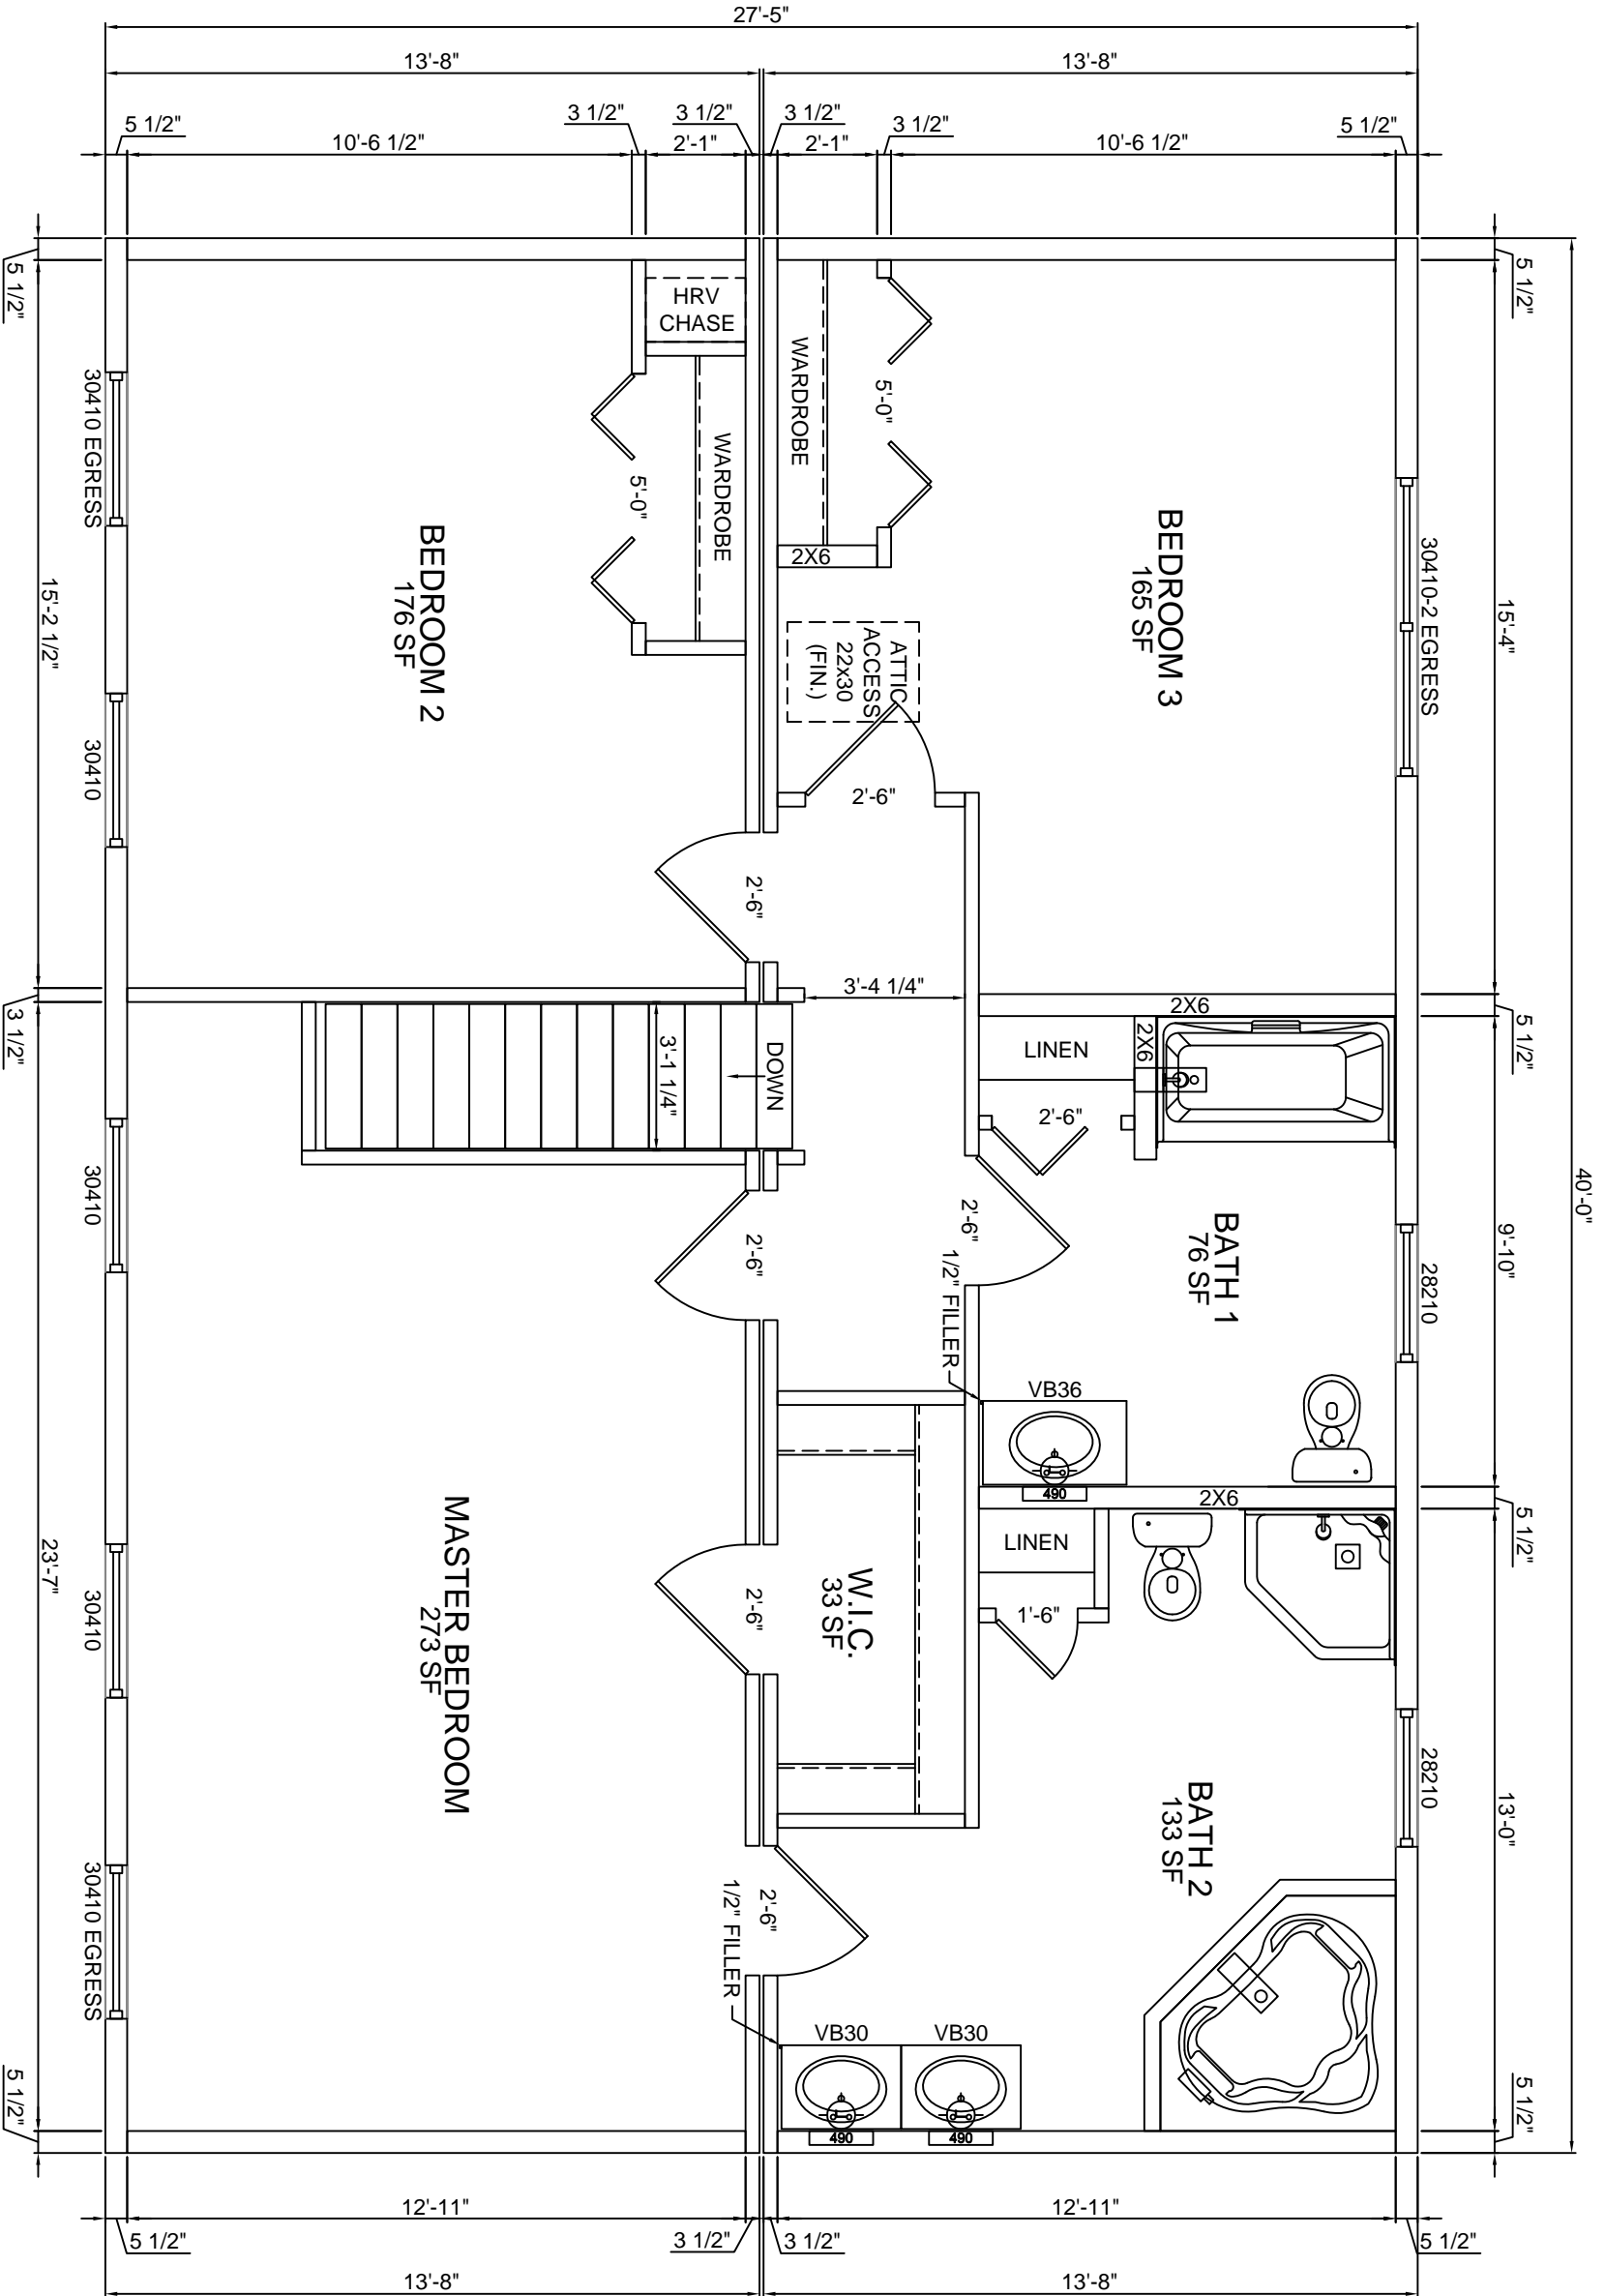 27'-5"
13'-8"
13'-8"
5 1/2"
10'-6 1/2"
3 1/2"
2'-1"
3 1/2"
3 1/2"
2'-1"
3 1/2"
10'-6 1/2"
5 1/2"
5 1/2"
15'-4"
5 1/2"
9'-10"
5 1/2"
13'-0"
5 1/2"
40'-0"
30410-2 EGRESS
28210
28210
BEDROOM 3
165 SF
WARDROBE
5'-0"
2X6
ATTIC
ACCESS
22x30
(FIN.)
2'-6"
HRV
CHASE
WARDROBE
5'-0"
BEDROOM 2
176 SF
2'-6"
3'-4 1/4"
2X6
2X6
LINEN
2'-6"
BATH 1
76 SF
2'-6"
1/2" FILLER
VB36
490
2X6
DOWN
3'-1 1/4"
2'-6"
LINEN
1'-6"
W.I.C.
33 SF
2'-6"
MASTER BEDROOM
273 SF
BATH 2
133 SF
2'-6"
1/2" FILLER
VB30
VB30
490
490
30410 EGRESS
30410
30410
30410
30410 EGRESS
5 1/2"
15'-2 1/2"
3 1/2"
23'-7"
5 1/2"
12'-11"
12'-11"
5 1/2"
3 1/2"
3 1/2"
5 1/2"
13'-8"
13'-8"